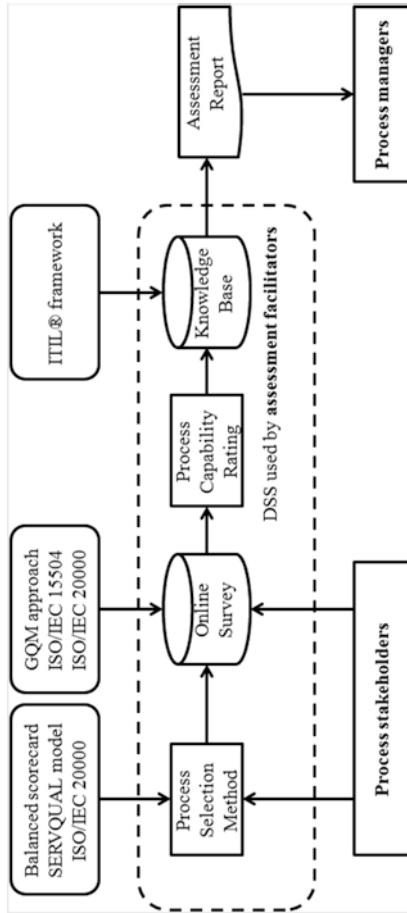 Balanced scorecard
SERVQUAL model
ISO/IEC 20000
GQM approach
ISO/IEC 15504
ISO/IEC 20000
ITIL® framework
Process
Selection
Method
Online
Survey
Process
Capability
Rating
Knowledge
Base
Assessment
Report
DSS used by assessment facilitators
Process stakeholders
Process managers